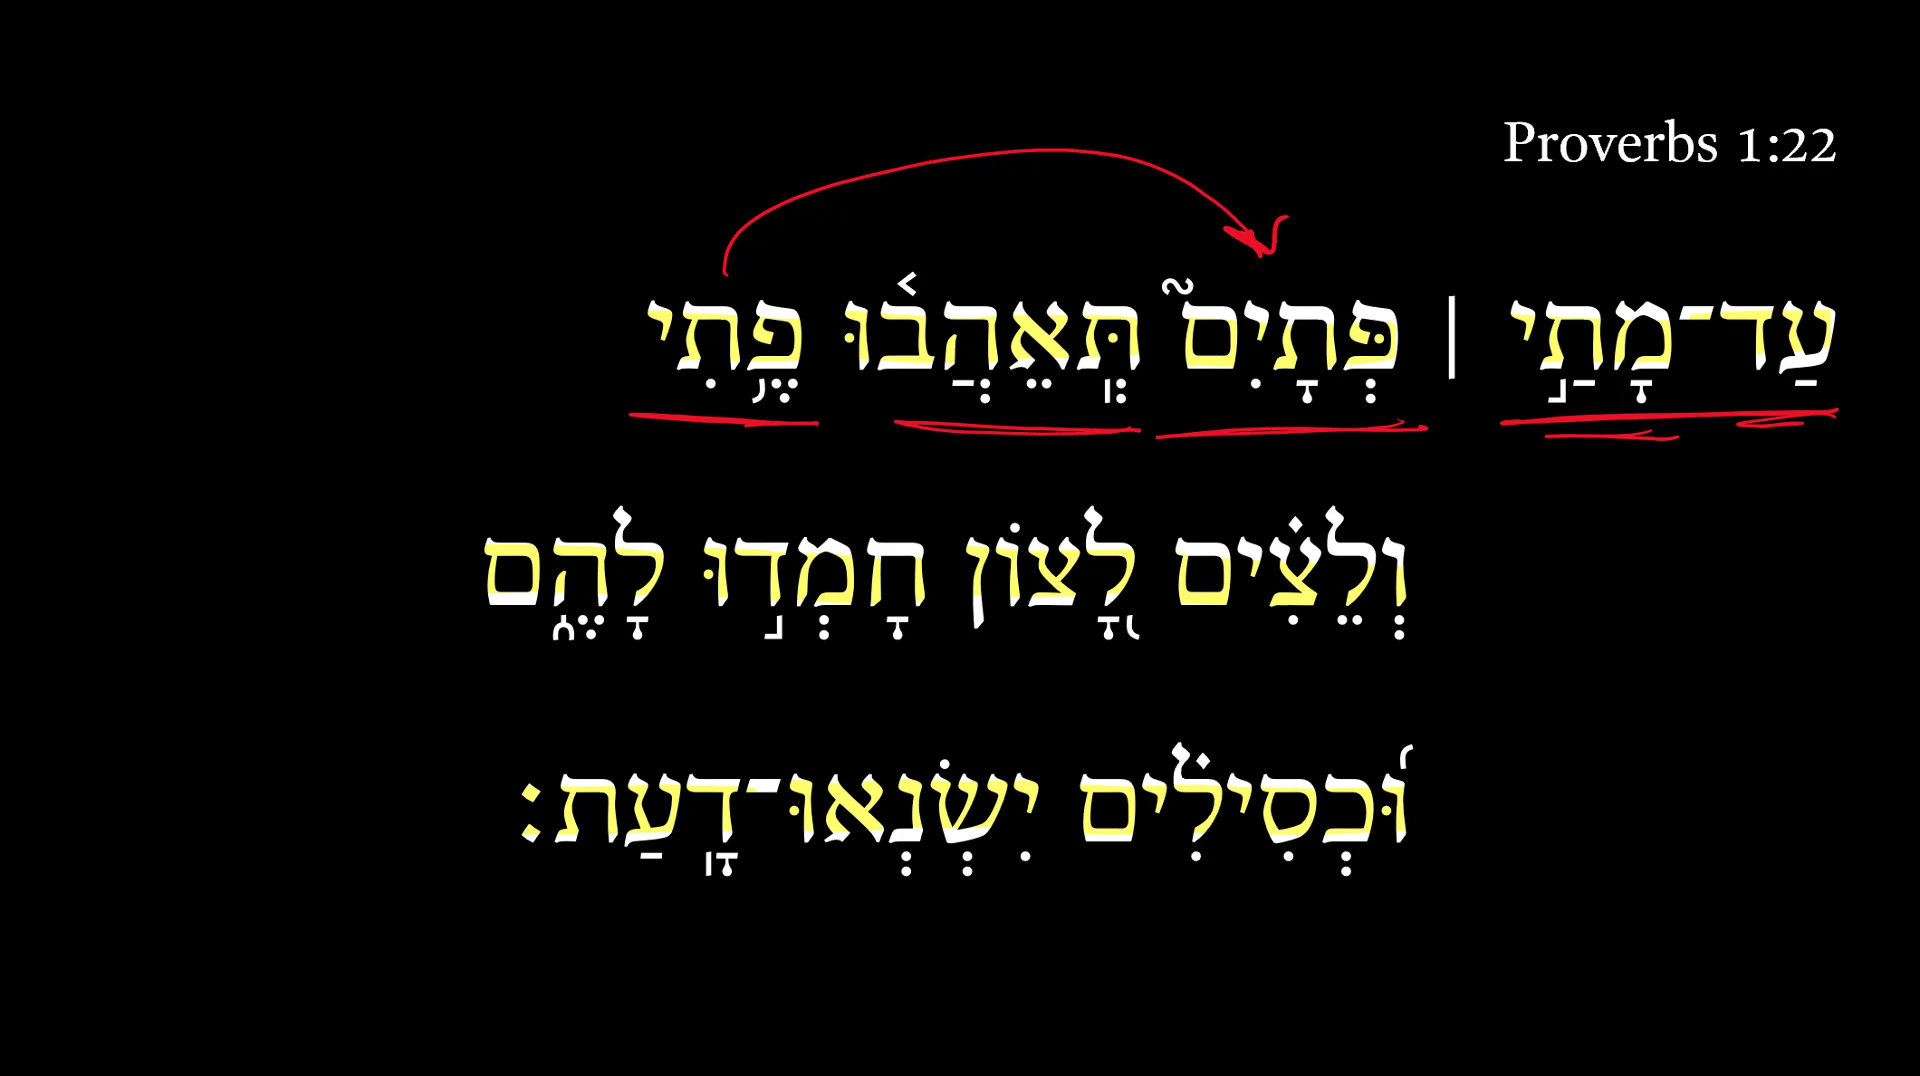 Proverbs 1:22
עַד־מָתַ֣י ׀ פְּתָיִם֮ תְּֽאֵהֲב֫וּ פֶ֥תִי
וְלֵצִ֗ים לָ֭צוֹן חָמְד֣וּ לָהֶ֑ם
וּ֝כְסִילִ֗ים יִשְׂנְאוּ־דָֽעַת׃